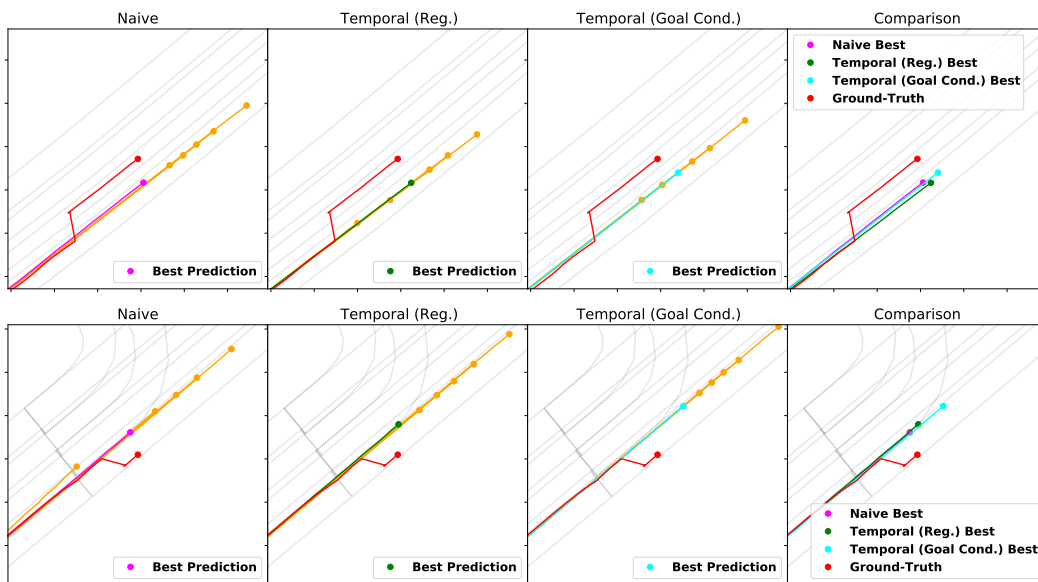 Naive
Temporal (Reg.)
Temporal (Goal Cond.)
Comparison
Best Prediction
Best Prediction
Best Prediction
Naive Best
Temporal (Reg.) Best
Temporal (Goal Cond.) Best
Ground-Truth
Naive
Temporal (Reg.)
Temporal (Goal Cond.)
Comparison
Best Prediction
Best Prediction
Best Prediction
Naive Best
Temporal (Reg.) Best
Temporal (Goal Cond.) Best
Ground-Truth